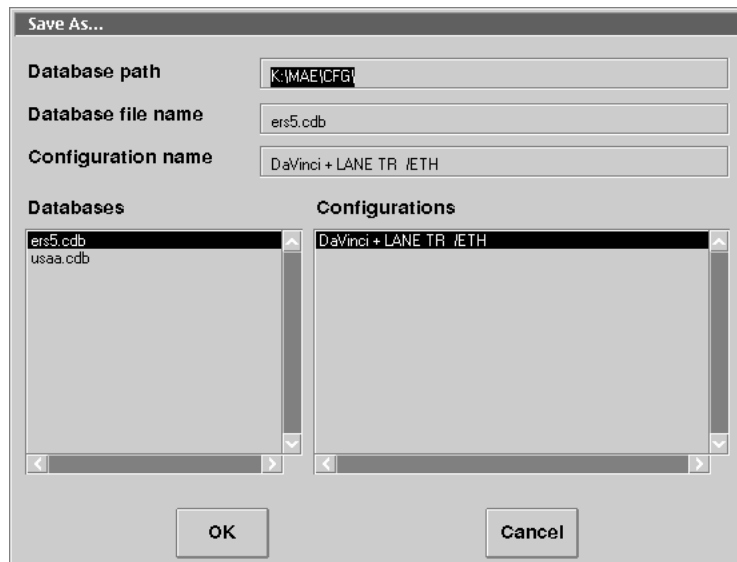 Save As...
Database path
K:\MAE\CFG\
Database file name
ers5.cdb
Configuration name
DaVinci + LANE TR /ETH
Databases
Configurations
ers5.cdb
usaa.cdb
DaVinci + LANE TR /ETH
OK
Cancel